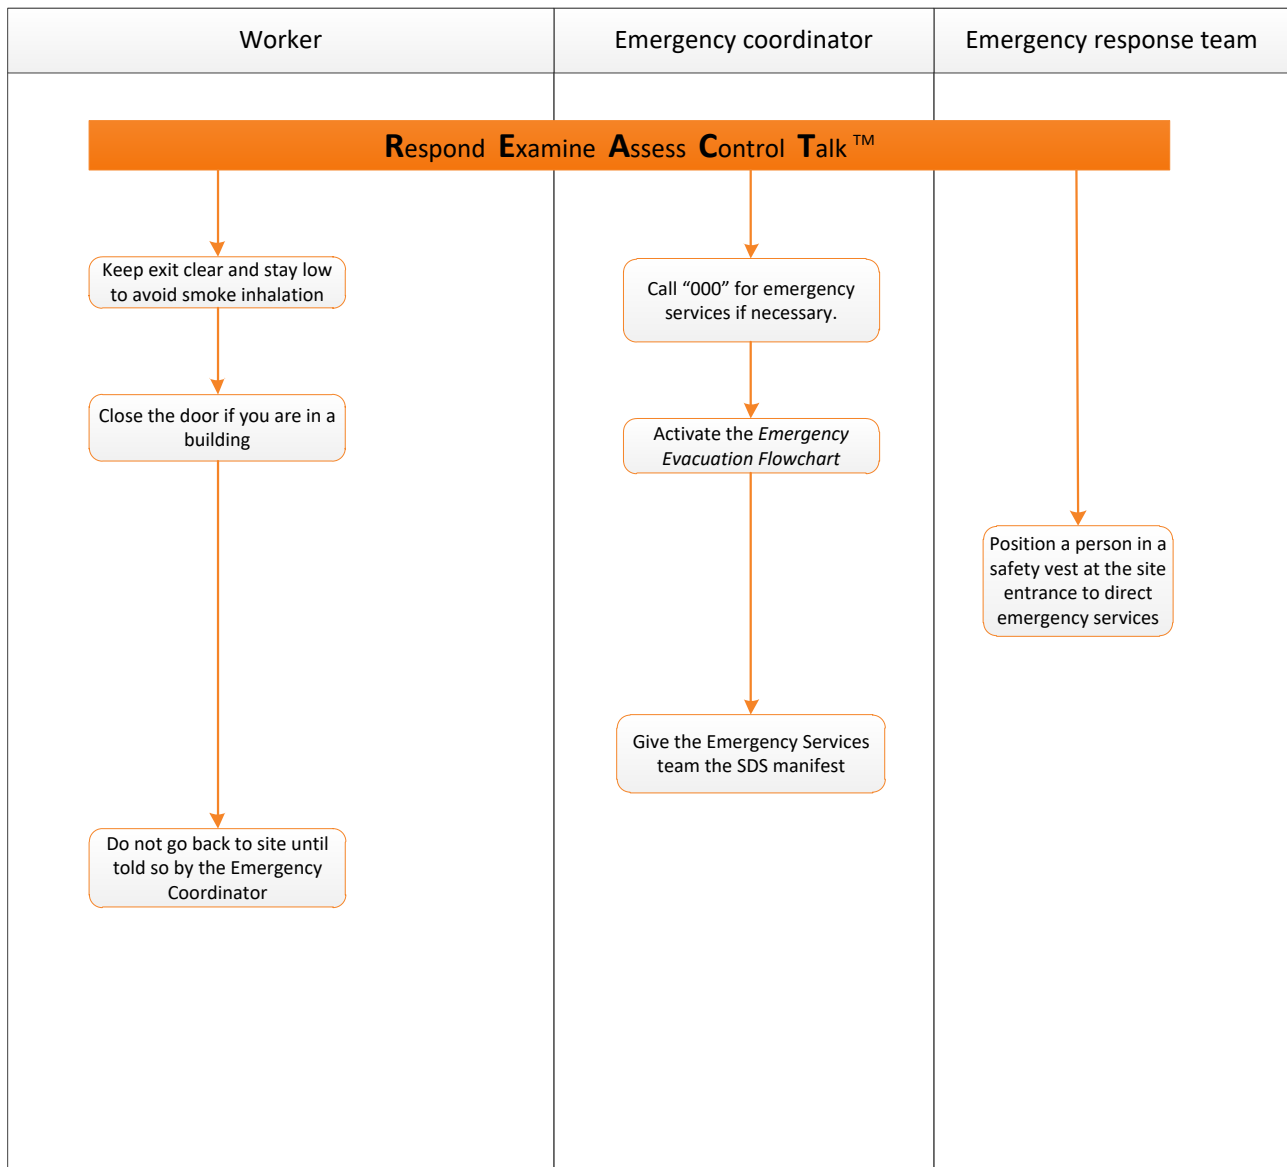 Worker
Emergency coordinator
Emergency response team
Respond Examine Assess Control Talk™
Keep exit clear and stay low
to avoid smoke inhalation
Call “000” for emergency
services if necessary.
Close the door if you are in a
building
Activate the Emergency
Evacuation Flowchart
Position a person in a
safety vest at the site
entrance to direct
emergency services
Give the Emergency Services
team the SDS manifest
Do not go back to site until
told so by the Emergency
Coordinator